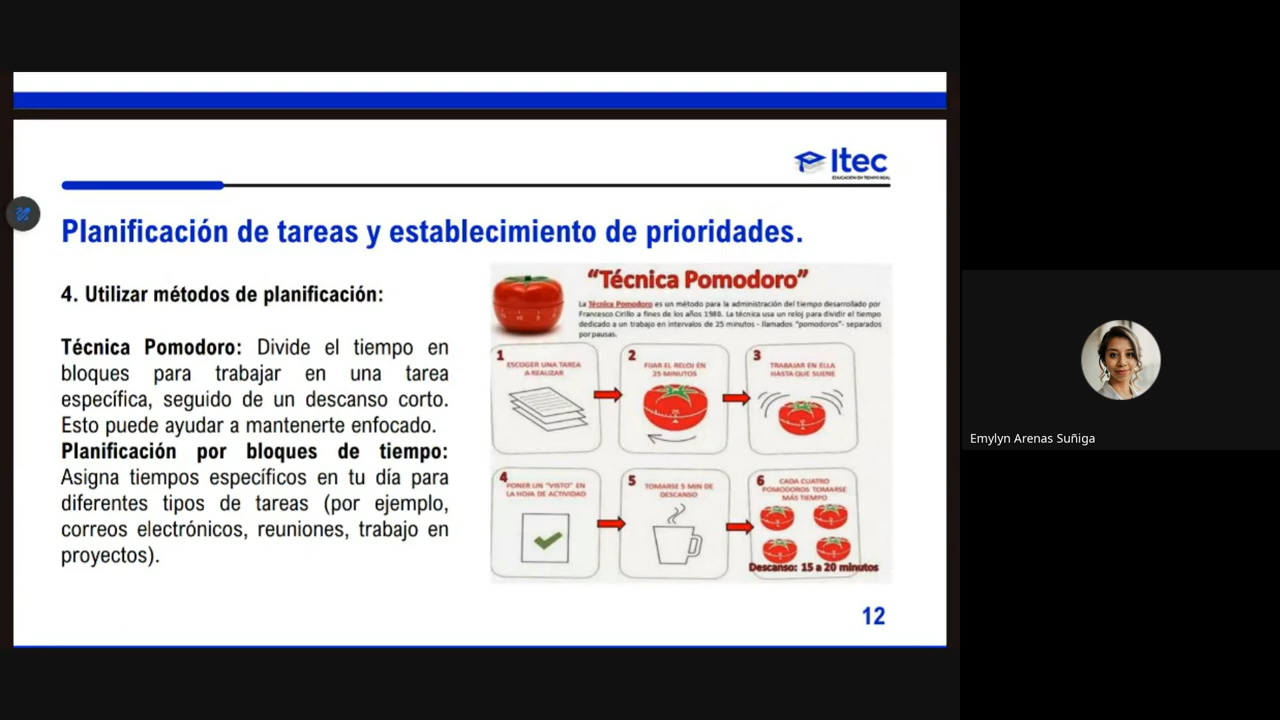 Itec
EDUCACIÓN EN TIEMPO REAL
Planificación de tareas y establecimiento de prioridades.
4. Utilizar métodos de planificación:
Técnica Pomodoro: Divide el tiempo en
bloques para trabajar en una tarea
específica, seguido de un descanso corto.
Esto puede ayudar a mantenerte enfocado.
Planificación por bloques de tiempo:
Asigna tiempos específicos en tu día para
diferentes tipos de tareas (por ejemplo,
correos electrónicos, reuniones, trabajo en
proyectos).
“Técnica Pomodoro”
La Técnica Pomodoro es un método para la administración del tiempo desarrollado por
Francesco Cirillo a fines de los años 1980. La técnica usa un reloj para dividir el tiempo
dedicado a un trabajo en intervalos de 25 minutos - llamados "pomodoros"- separados
por pausas.
1
ESCOGER UNA TAREA
A REALIZAR
2
FIJAR EL RELOJ EN
25 MINUTOS
3
TRABAJAR EN ELLA
HASTA QUE SUENE
4
PONER UN "VISTO" EN
LA HOJA DE ACTIVIDAD
5
TOMARSE 5 MIN DE
DESCANSO
6
CADA CUATRO
POMODOROS TOMARSE
MÁS TIEMPO
Descanso: 15 a 20 minutos
12
Emylyn Arenas Suñiga